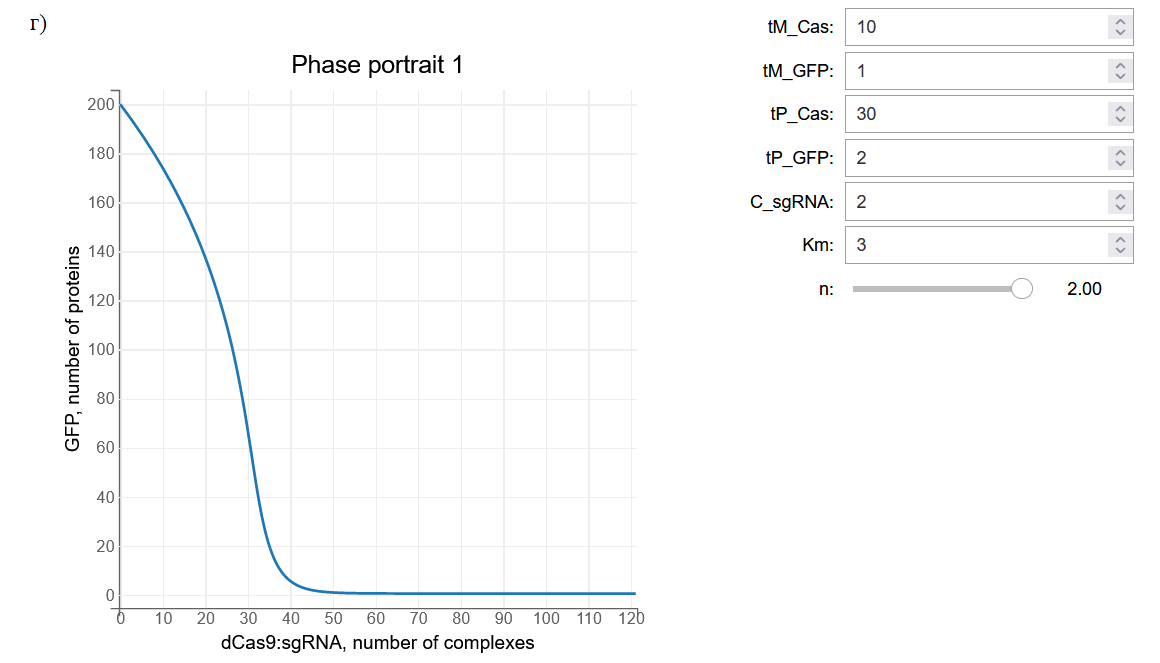 г)
Phase portrait 1
GFP, number of proteins
200
180
160
140
120
100
80
60
40
20
0
0 10 20 30 40 50 60 70 80 90 100 110 120
dCas9:sgRNA, number of complexes
tM_Cas: 10
tM_GFP: 1
tP_Cas: 30
tP_GFP: 2
C_sgRNA: 2
Km: 3
n: 2.00